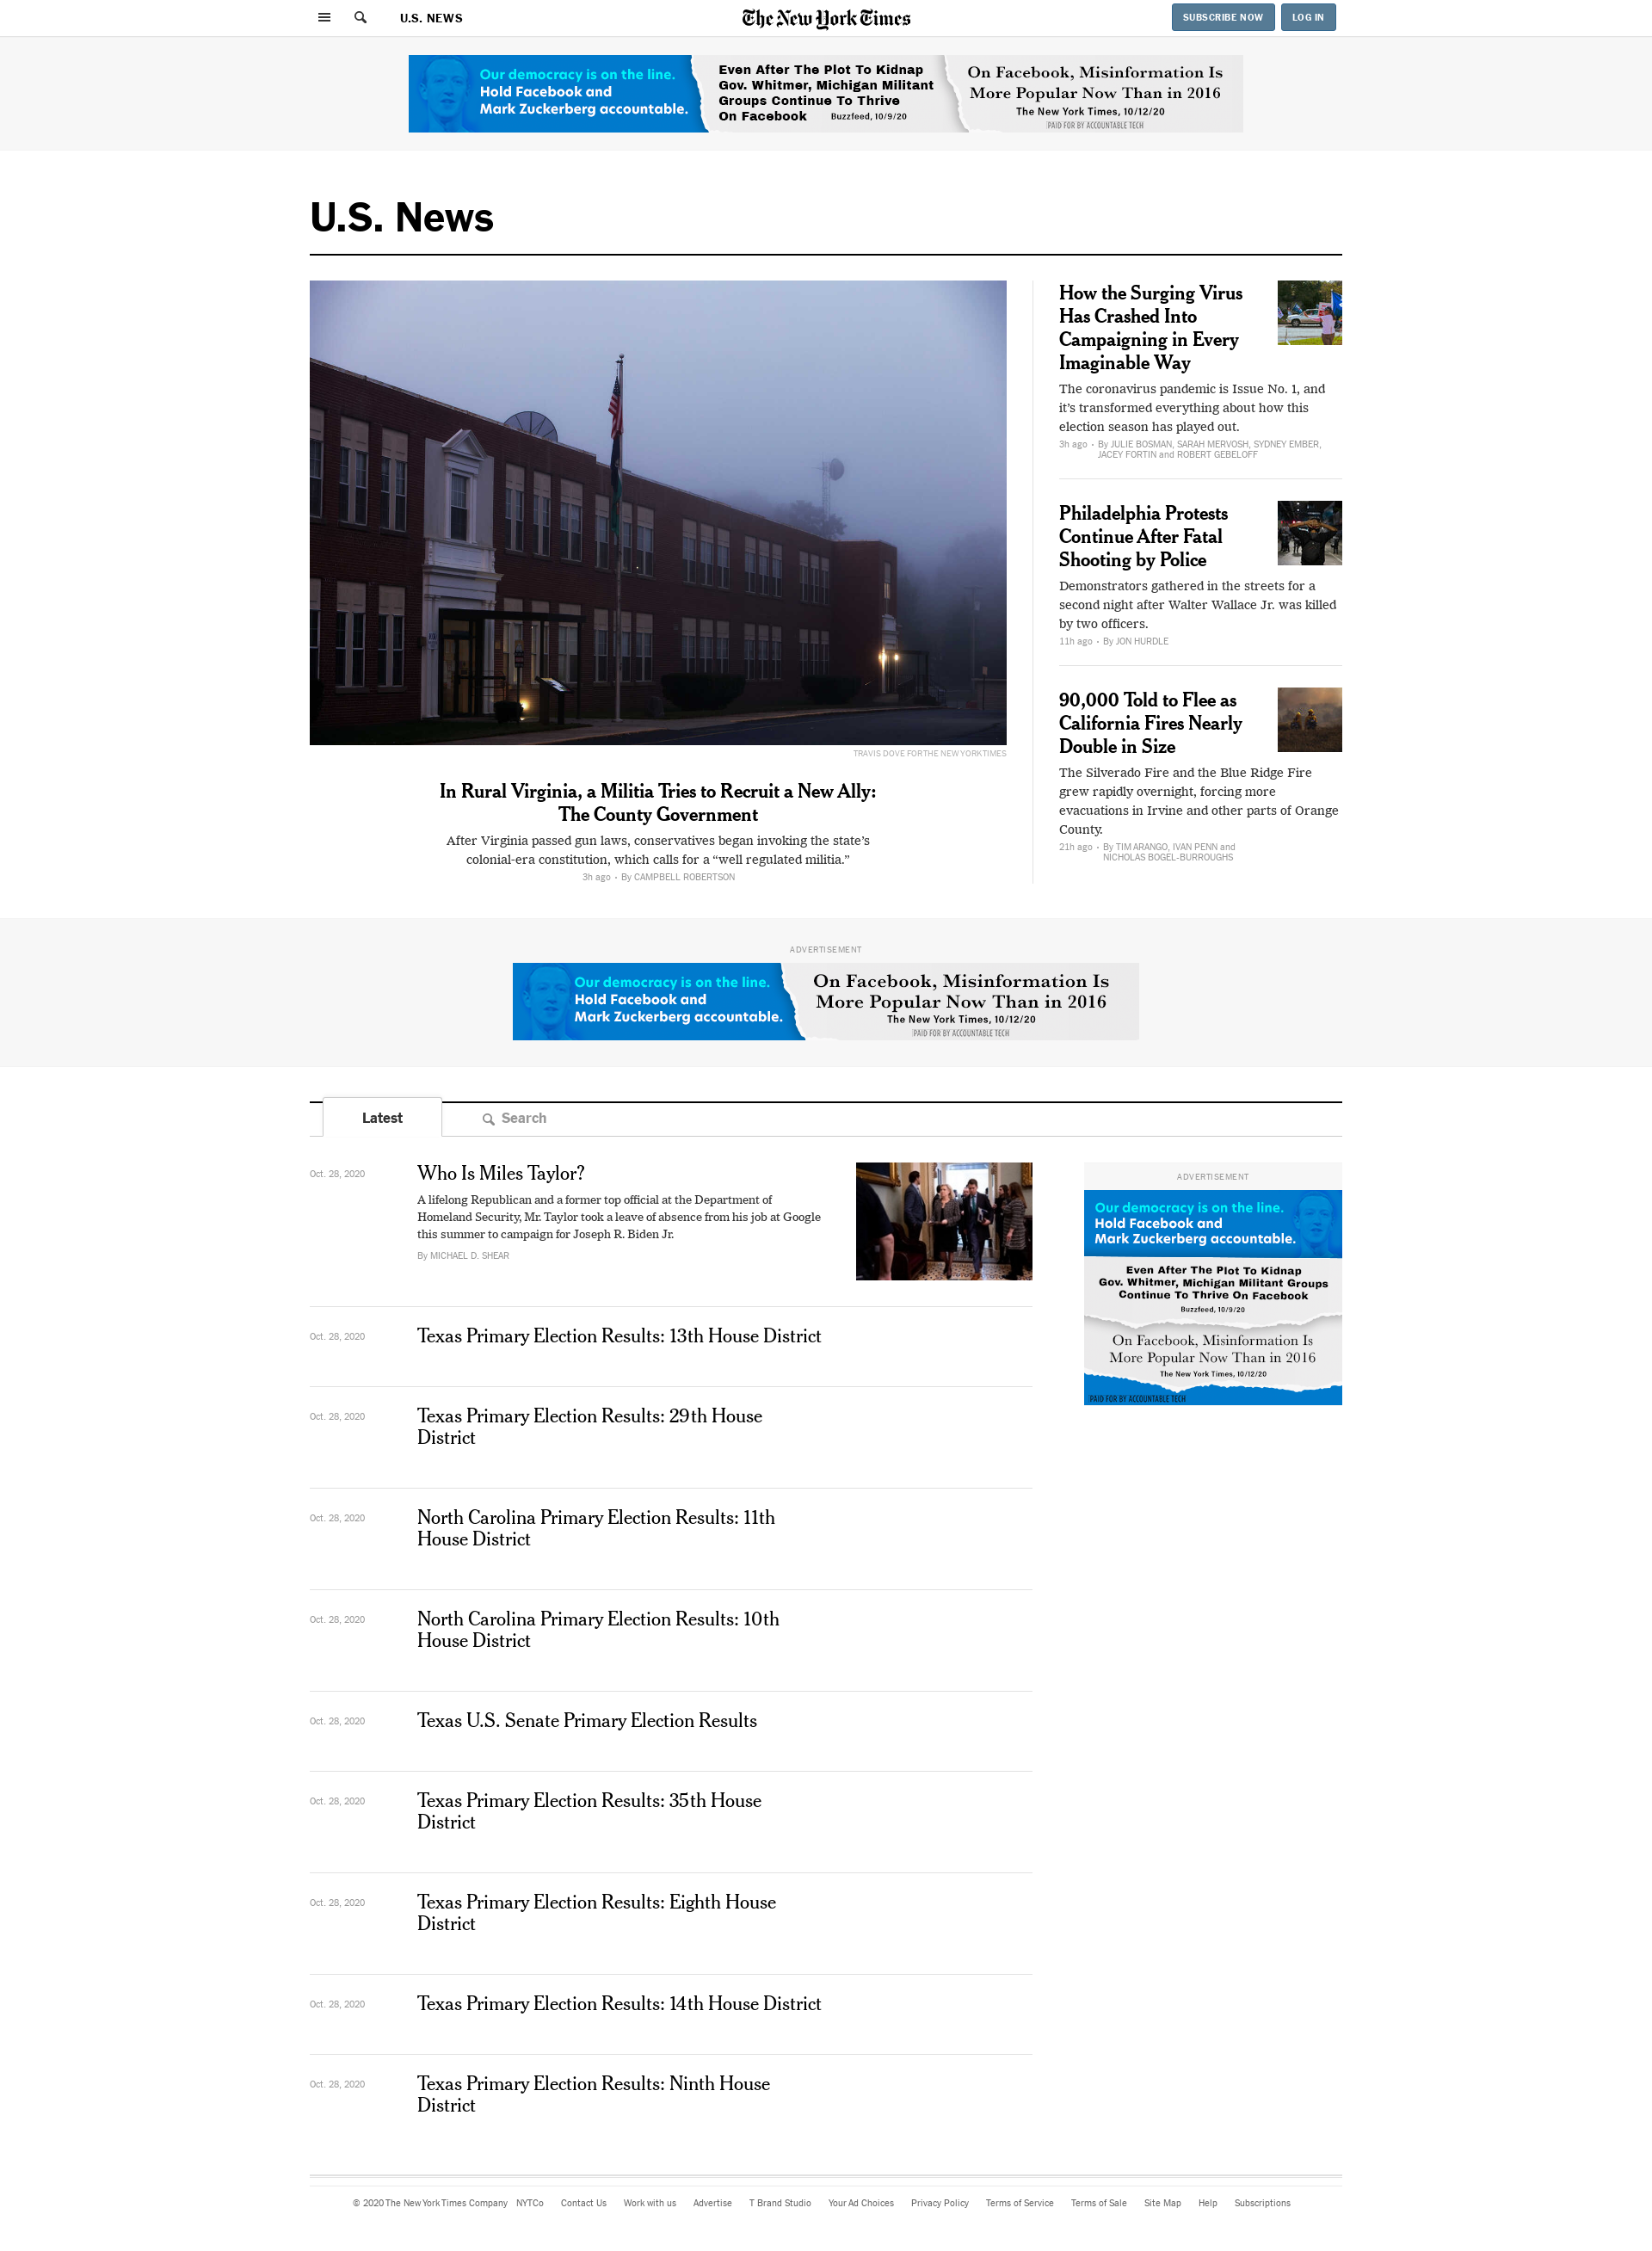 U.S. NEWS
The New York Times
SUBSCRIBE NOW
LOG IN
Our democracy is on the line.
Hold Facebook and
Mark Zuckerberg accountable.
Even After The Plot To Kidnap
Gov. Whitmer, Michigan Militant
Groups Continue To Thrive
On Facebook Buzzfeed, 10/9/20
On Facebook, Misinformation Is
More Popular Now Than in 2016
The New York Times, 10/12/20
PAID FOR BY ACCOUNTABLE TECH
U.S. News
TRAVIS DOVE FOR THE NEW YORK TIMES
In Rural Virginia, a Militia Tries to Recruit a New Ally:
The County Government
After Virginia passed gun laws, conservatives began invoking the state’s
colonial-era constitution, which calls for a “well regulated militia.”
3h ago • By CAMPBELL ROBERTSON
How the Surging Virus
Has Crashed Into
Campaigning in Every
Imaginable Way
The coronavirus pandemic is Issue No. 1, and
it’s transformed everything about how this
election season has played out.
3h ago • By JULIE BOSMAN, SARAH MERVOSH, SYDNEY EMBER,
JACEY FORTIN and ROBERT GEBELOFF
Philadelphia Protests
Continue After Fatal
Shooting by Police
Demonstrators gathered in the streets for a
second night after Walter Wallace Jr. was killed
by two officers.
11h ago • By JON HURDLE
90,000 Told to Flee as
California Fires Nearly
Double in Size
The Silverado Fire and the Blue Ridge Fire
grew rapidly overnight, forcing more
evacuations in Irvine and other parts of Orange
County.
21h ago • By TIM ARANGO, IVAN PENN and
NICHOLAS BOGEL-BURROUGHS
ADVERTISEMENT
Our democracy is on the line.
Hold Facebook and
Mark Zuckerberg accountable.
On Facebook, Misinformation Is
More Popular Now Than in 2016
The New York Times, 10/12/20
PAID FOR BY ACCOUNTABLE TECH
Latest
Search
Oct. 28, 2020
Who Is Miles Taylor?
A lifelong Republican and a former top official at the Department of
Homeland Security, Mr. Taylor took a leave of absence from his job at Google
this summer to campaign for Joseph R. Biden Jr.
By MICHAEL D. SHEAR
ADVERTISEMENT
Our democracy is on the line.
Hold Facebook and
Mark Zuckerberg accountable.
Even After The Plot To Kidnap
Gov. Whitmer, Michigan Militant Groups
Continue To Thrive On Facebook
Buzzfeed, 10/9/20
On Facebook, Misinformation Is
More Popular Now Than in 2016
The New York Times, 10/12/20
PAID FOR BY ACCOUNTABLE TECH
Oct. 28, 2020
Texas Primary Election Results: 13th House District
Oct. 28, 2020
Texas Primary Election Results: 29th House
District
Oct. 28, 2020
North Carolina Primary Election Results: 11th
House District
Oct. 28, 2020
North Carolina Primary Election Results: 10th
House District
Oct. 28, 2020
Texas U.S. Senate Primary Election Results
Oct. 28, 2020
Texas Primary Election Results: 35th House
District
Oct. 28, 2020
Texas Primary Election Results: Eighth House
District
Oct. 28, 2020
Texas Primary Election Results: 14th House District
Oct. 28, 2020
Texas Primary Election Results: Ninth House
District
© 2020 The New York Times Company NYTCo Contact Us Work with us Advertise T Brand Studio Your Ad Choices Privacy Policy Terms of Service Terms of Sale Site Map Help Subscriptions